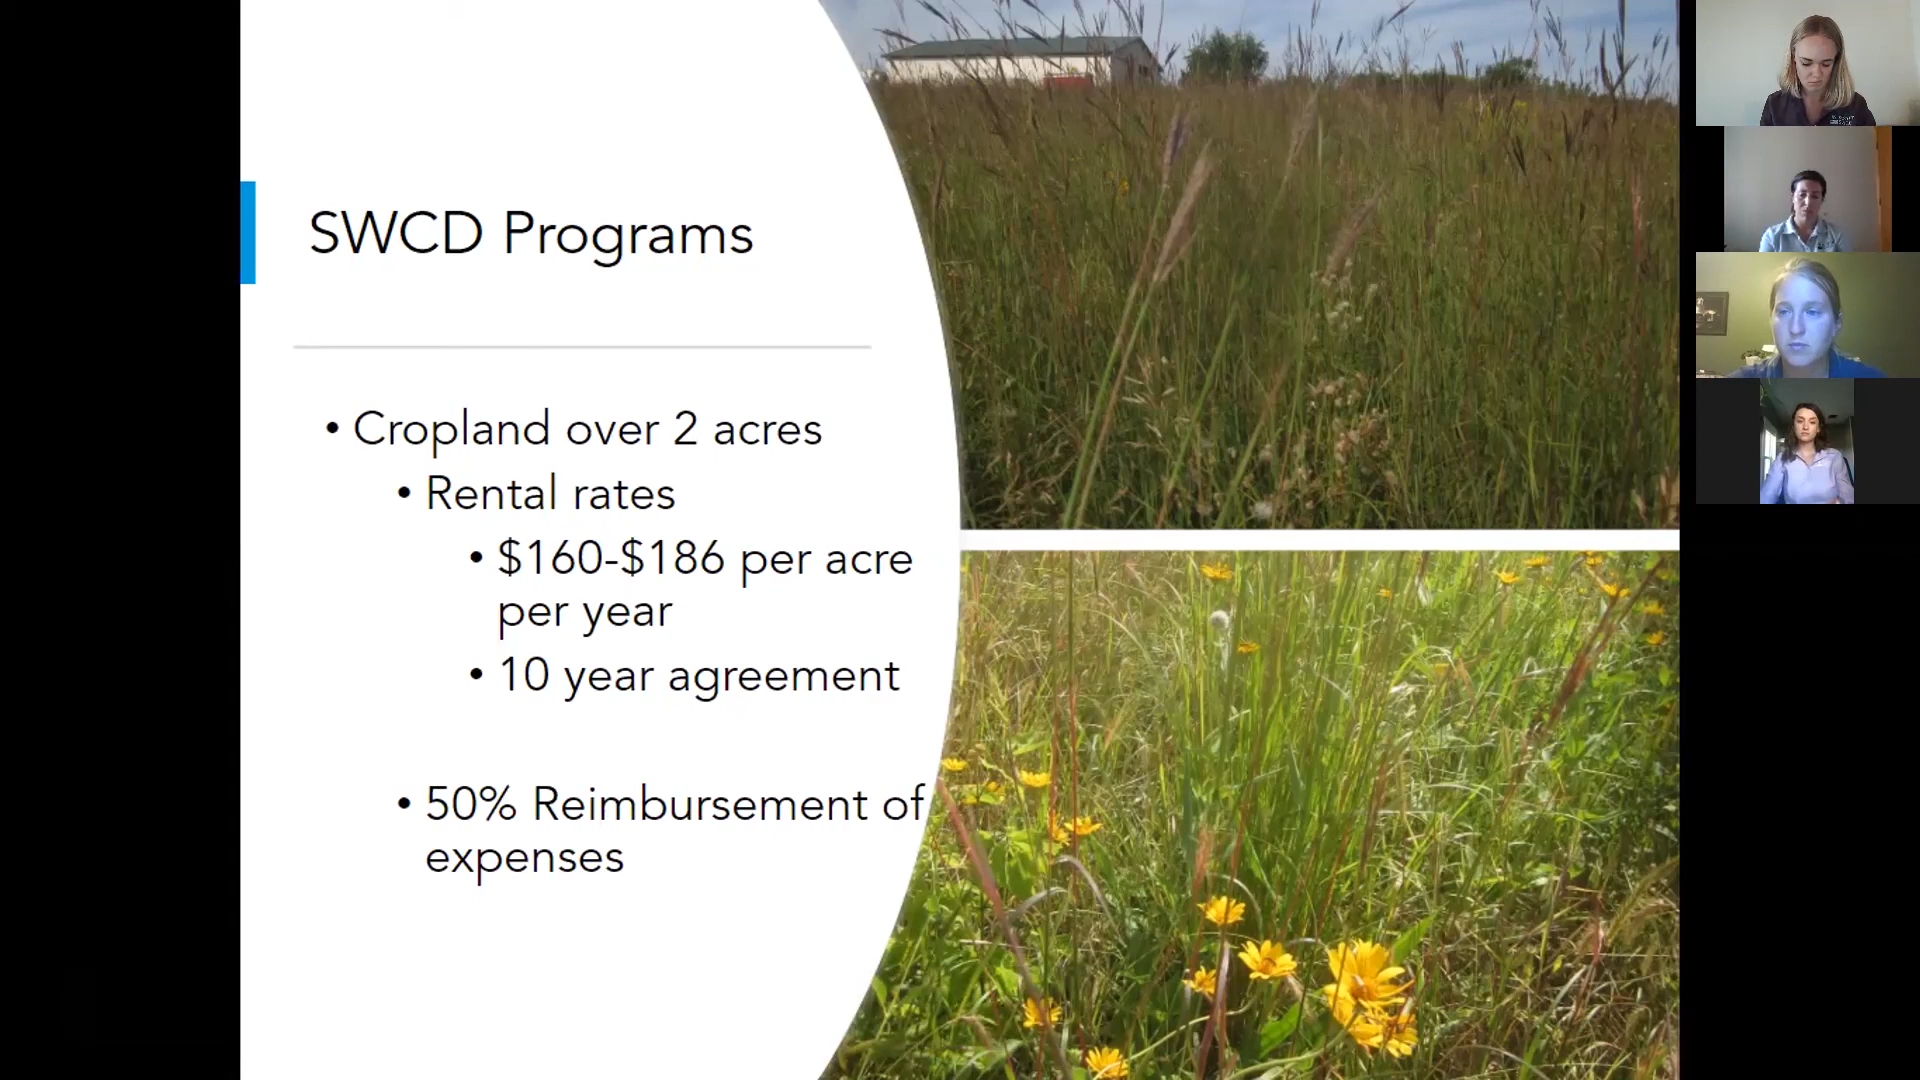 SWCD Programs
• Cropland over 2 acres
• Rental rates
• $160-$186 per acre
per year
• 10 year agreement
• 50% Reimbursement of
expenses